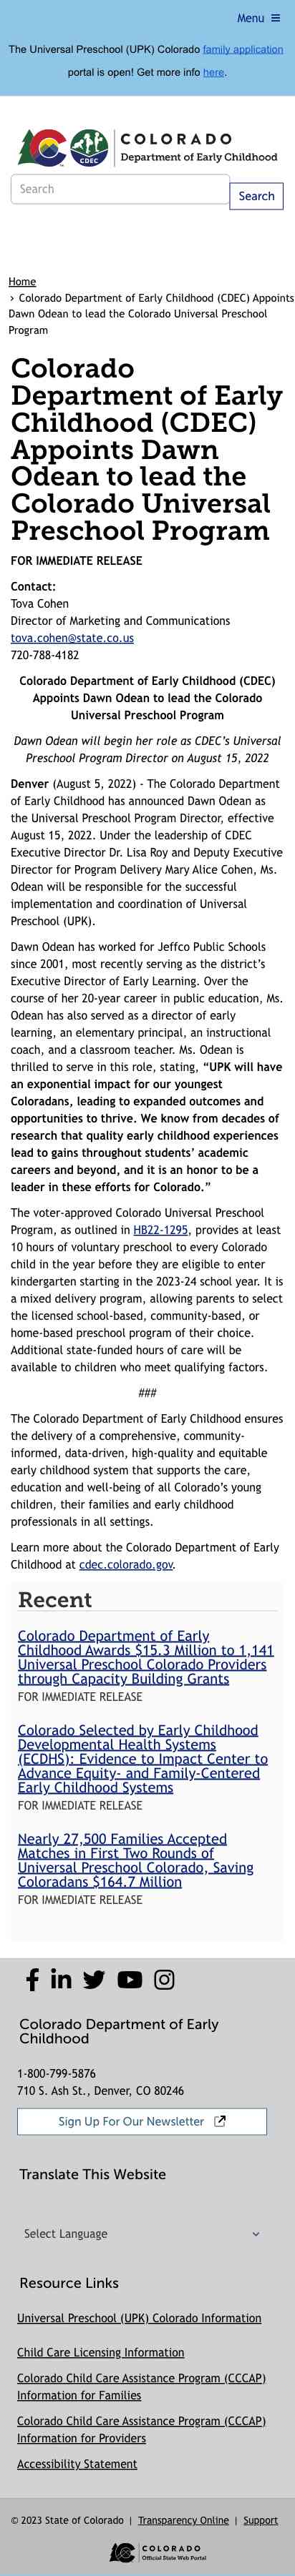 Menu
The Universal Preschool (UPK) Colorado family application
portal is open! Get more info here.
CDEC
COLORADO
Department of Early Childhood
Search
Search
Home
› Colorado Department of Early Childhood (CDEC) Appoints
Dawn Odean to lead the Colorado Universal Preschool
Program
Colorado
Department of Early
Childhood (CDEC)
Appoints Dawn
Odean to lead the
Colorado Universal
Preschool Program
FOR IMMEDIATE RELEASE
Contact:
Tova Cohen
Director of Marketing and Communications
tova.cohen@state.co.us
720-788-4182
Colorado Department of Early Childhood (CDEC)
Appoints Dawn Odean to lead the Colorado
Universal Preschool Program
Dawn Odean will begin her role as CDEC's Universal
Preschool Program Director on August 15, 2022
Denver (August 5, 2022) - The Colorado Department
of Early Childhood has announced Dawn Odean as
the Universal Preschool Program Director, effective
August 15, 2022. Under the leadership of CDEC
Executive Director Dr. Lisa Roy and Deputy Executive
Director for Program Delivery Mary Alice Cohen, Ms.
Odean will be responsible for the successful
implementation and coordination of Universal
Preschool (UPK).
Dawn Odean has worked for Jeffco Public Schools
since 2001, most recently serving as the district's
Executive Director of Early Learning. Over the
course of her 20-year career in public education, Ms.
Odean has also served as a director of early
learning, an elementary principal, an instructional
coach, and a classroom teacher. Ms. Odean is
thrilled to serve in this role, stating, "UPK will have
an exponential impact for our youngest
Coloradans, leading to expanded outcomes and
opportunities to thrive. We know from decades of
research that quality early childhood experiences
lead to gains throughout students' academic
careers and beyond, and it is an honor to be a
leader in these efforts for Colorado."
The voter-approved Colorado Universal Preschool
Program, as outlined in HB22-1295, provides at least
10 hours of voluntary preschool to every Colorado
child in the year before they are eligible to enter
kindergarten starting in the 2023-24 school year. It is
a mixed delivery program, allowing parents to select
the licensed school-based, community-based, or
home-based preschool program of their choice.
Additional state-funded hours of care will be
available to children who meet qualifying factors.
###
The Colorado Department of Early Childhood ensures
the delivery of a comprehensive, community-
informed, data-driven, high-quality and equitable
early childhood system that supports the care,
education and well-being of all Colorado's young
children, their families and early childhood
professionals in all settings.
Learn more about the Colorado Department of Early
Childhood at cdec.colorado.gov.
Recent
Colorado Department of Early
Childhood Awards $15.3 Million to 1,141
Universal Preschool Colorado Providers
through Capacity Building Grants
FOR IMMEDIATE RELEASE
Colorado Selected by Early Childhood
Developmental Health Systems
(ECDHS): Evidence to Impact Center to
Advance Equity- and Family-Centered
Early Childhood Systems
FOR IMMEDIATE RELEASE
Nearly 27,500 Families Accepted
Matches in First Two Rounds of
Universal Preschool Colorado, Saving
Coloradans $164.7 Million
FOR IMMEDIATE RELEASE
Colorado Department of Early
Childhood
1-800-799-5876
710 S. Ash St., Denver, CO 80246
Sign Up For Our Newsletter
Translate This Website
Select Language
Resource Links
Universal Preschool (UPK) Colorado Information
Child Care Licensing Information
Colorado Child Care Assistance Program (CCCAP)
Information for Families
Colorado Child Care Assistance Program (CCCAP)
Information for Providers
Accessibility Statement
© 2023 State of Colorado | Transparency Online | Support
COLORADO
Official State Web Portal